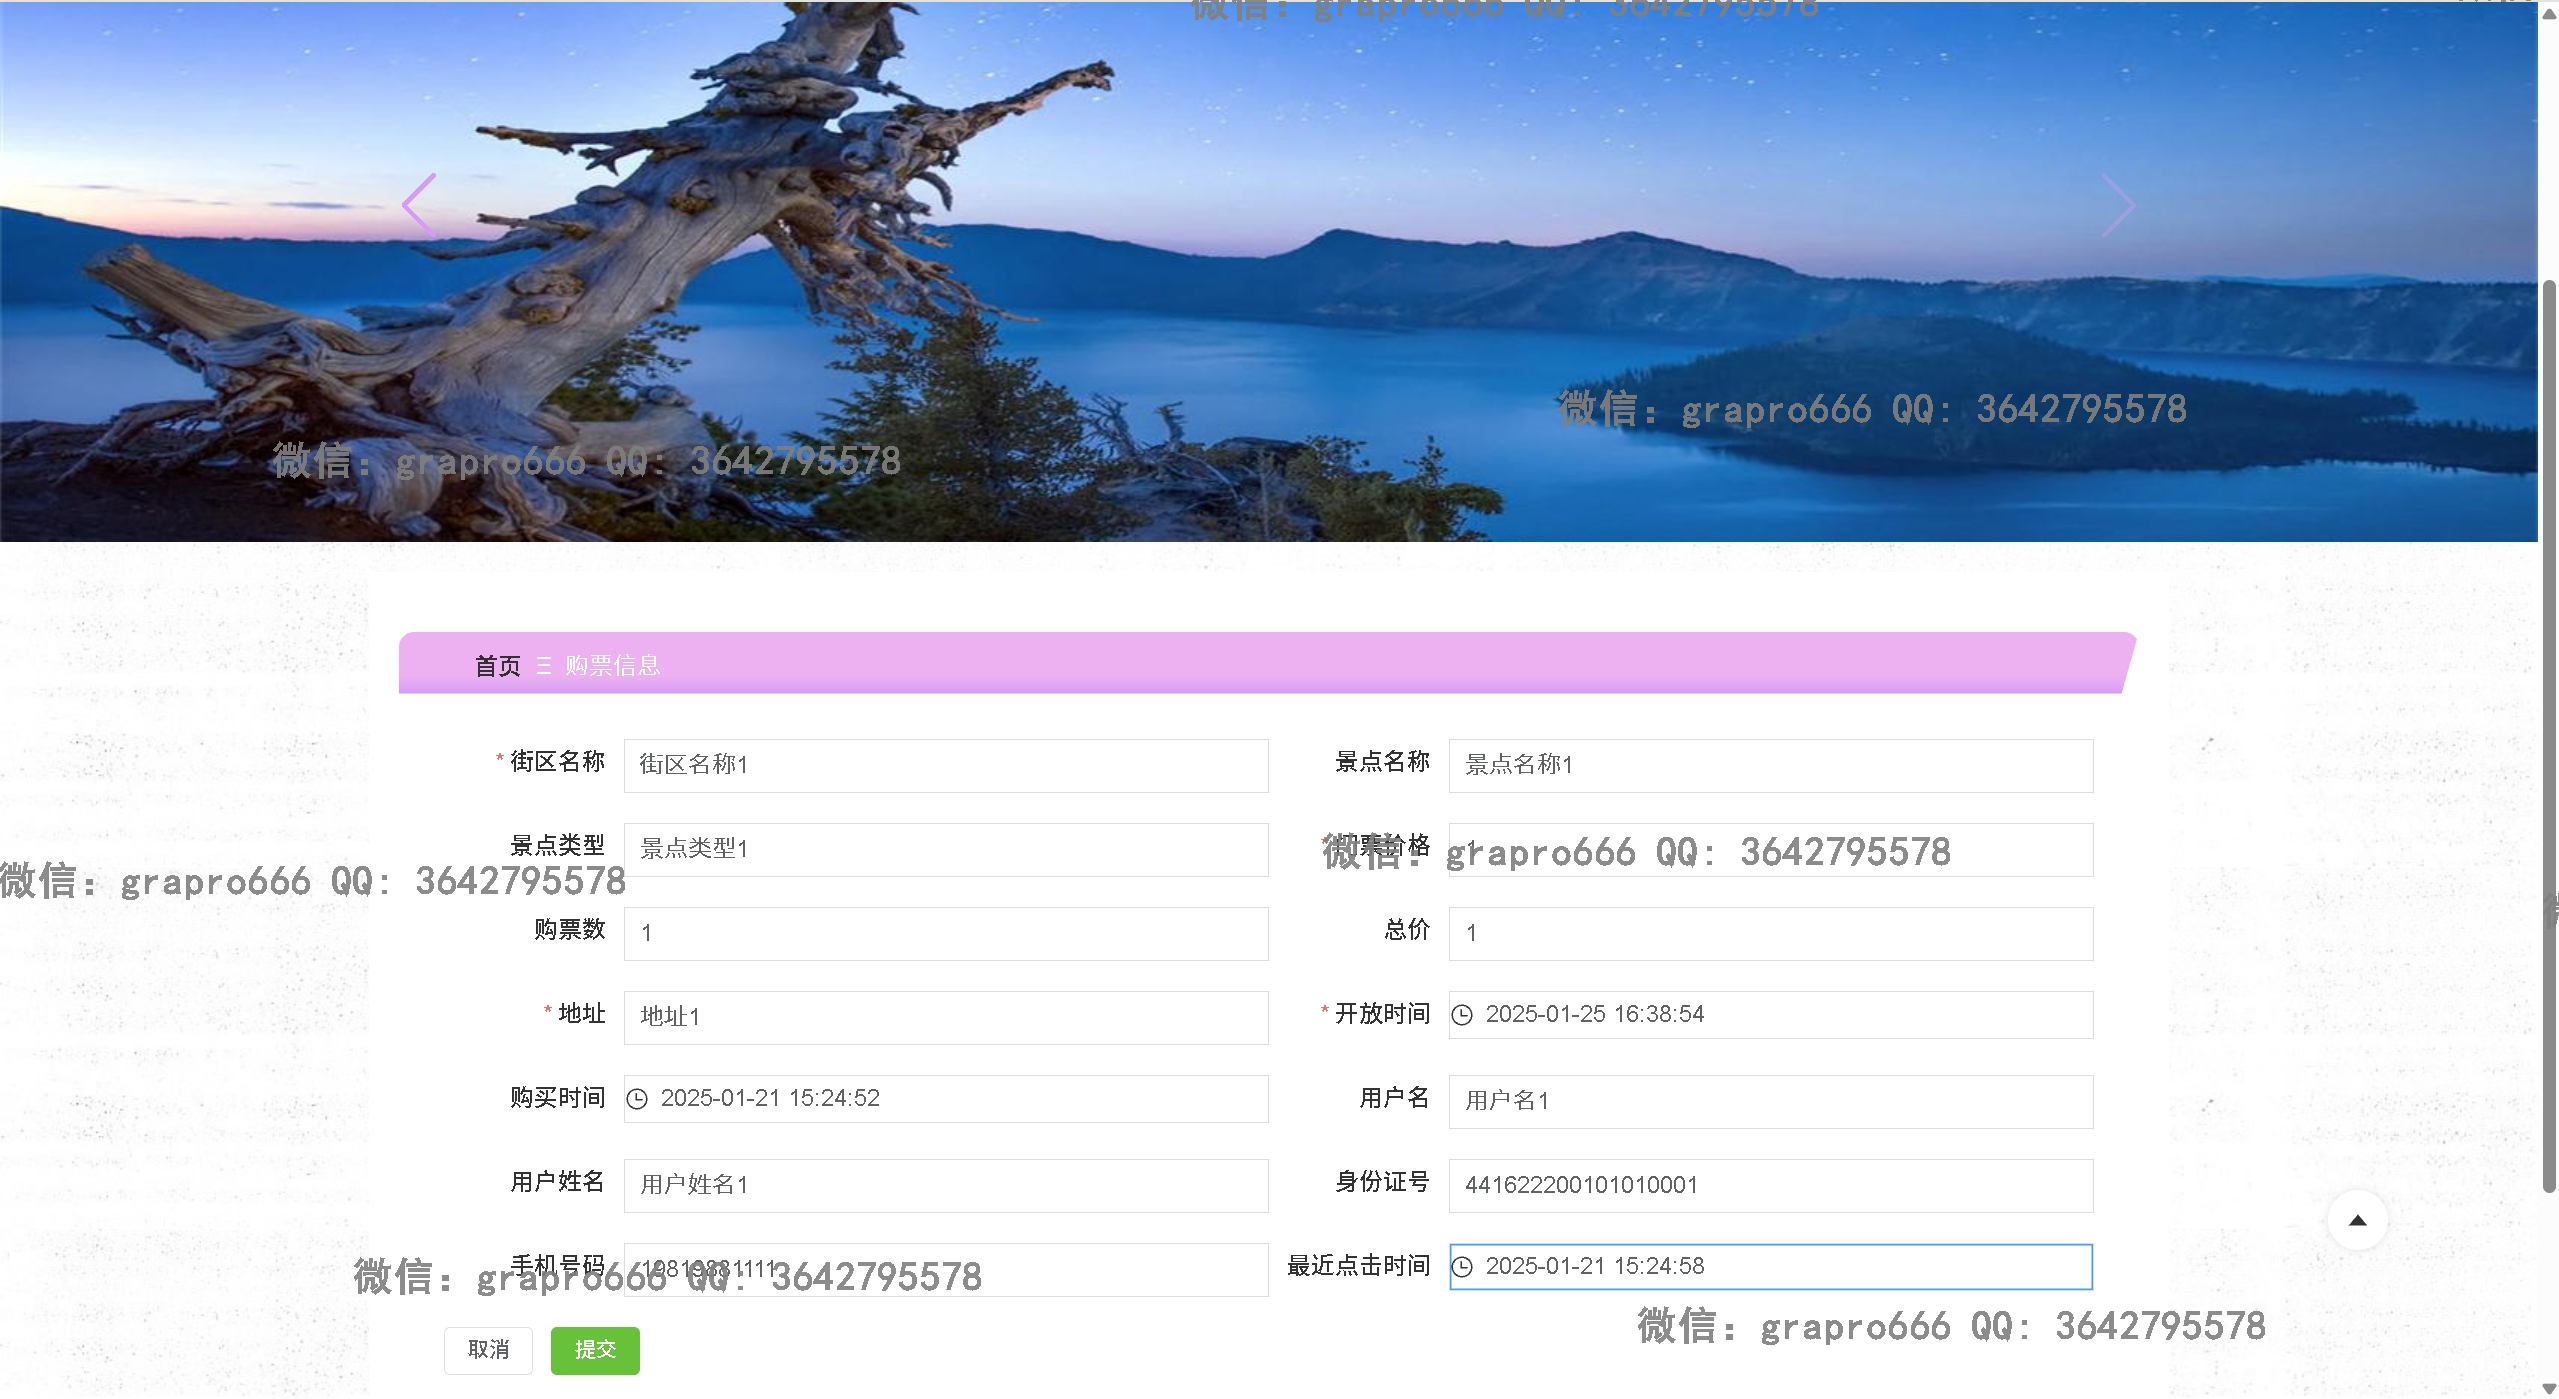 微信: grapro666 QQ: 3642795578
微信: grapro666 QQ: 3642795578
微信: grapro666 QQ: 3642795578
首页 三 购票信息
* 街区名称 街区名称1 景点名称 景点名称1
景点类型 景点类型1 * 门票价格 1
微信: grapro666 QQ: 3642795578
微信: grapro666 QQ: 3642795578
购票数 1 总价 1
* 地址 地址1 * 开放时间 2025-01-25 16:38:54
购买时间 2025-01-21 15:24:52 用户名 用户名1
用户姓名 用户姓名1 身份证号 441622200101010001
手机号码 19819881111 最近点击时间 2025-01-21 15:24:58
微信: grapro666 QQ: 3642795578
微信: grapro666 QQ: 3642795578
取消 提交